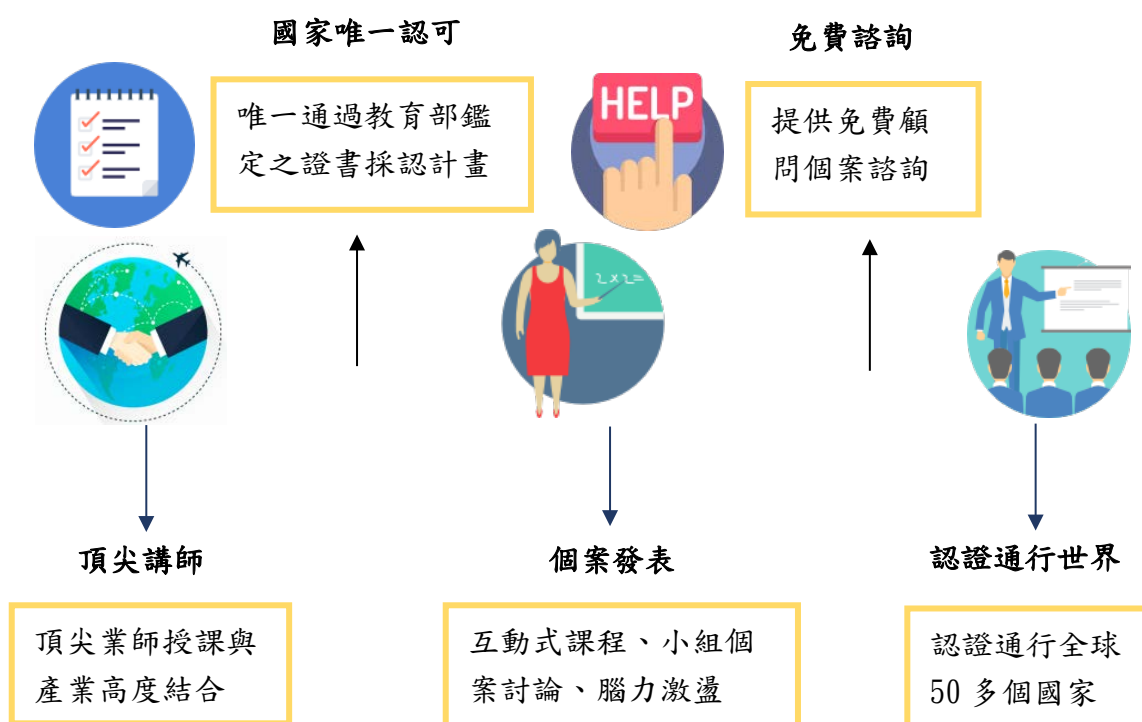 國家唯一認可
免費諮詢
唯一通過教育部鑑
定之證書採認計畫
HELP
提供免費顧
問個案諮詢
2x2=
頂尖講師
個案發表
認證通行世界
頂尖業師授課與
產業高度結合
互動式課程、小組個
案討論、腦力激盪
認證通行全球
50 多個國家